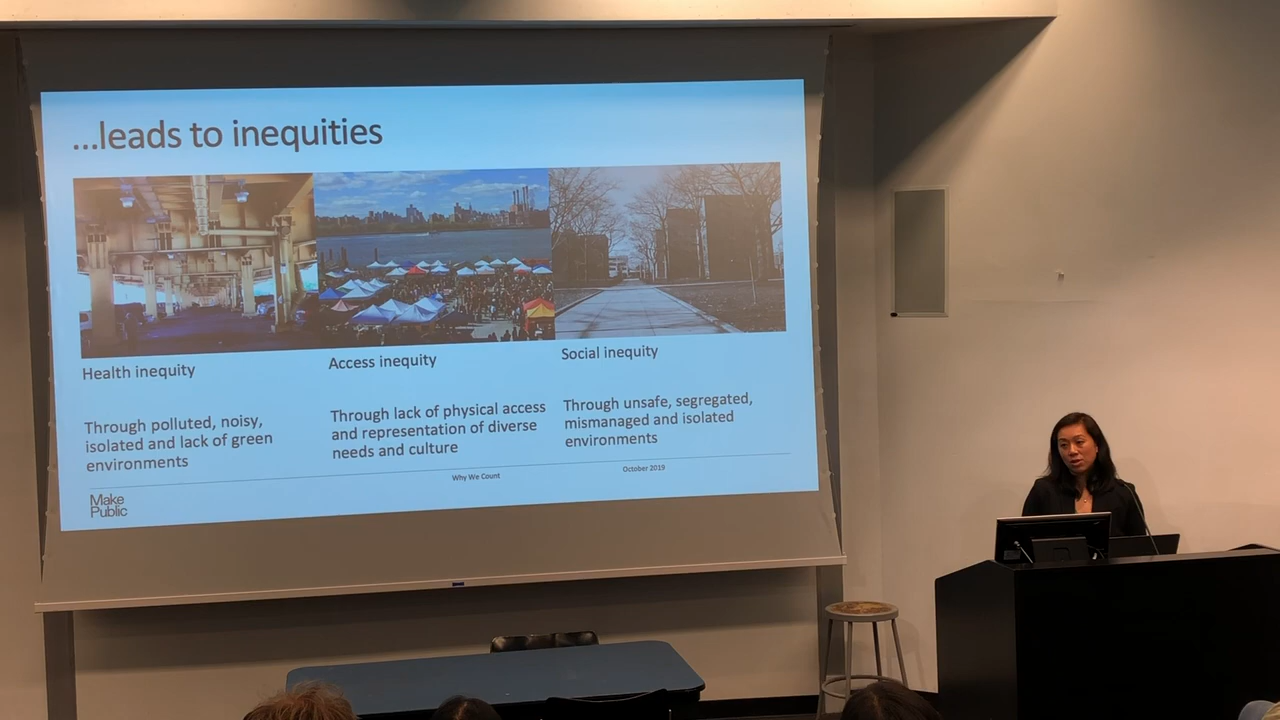 ...leads to inequities
Health inequity
Access inequity
Social inequity
Through polluted, noisy,
isolated and lack of green
environments
Through lack of physical access
and representation of diverse
needs and culture
Through unsafe, segregated,
mismanaged and isolated
environments
Why We Count
October 2019
Make
Public